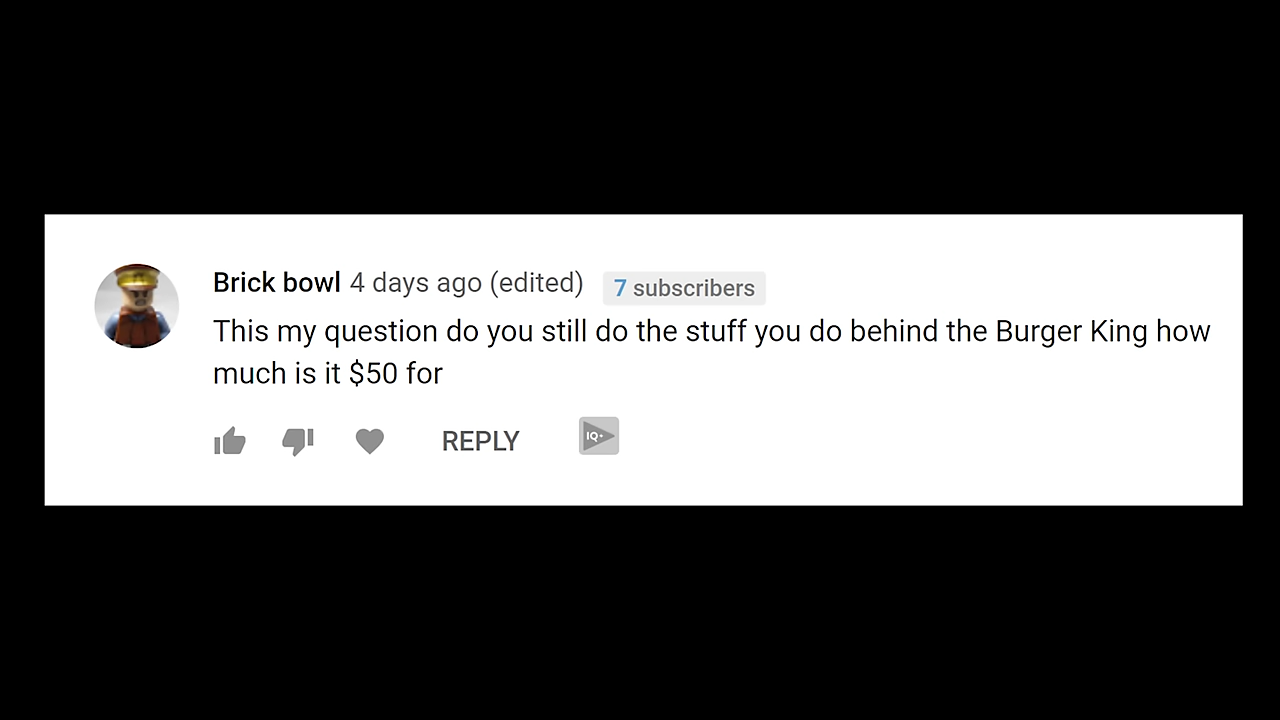 Brick bowl 4 days ago (edited) 7 subscribers
This my question do you still do the stuff you do behind the Burger King how
much is it $50 for
REPLY IQ+